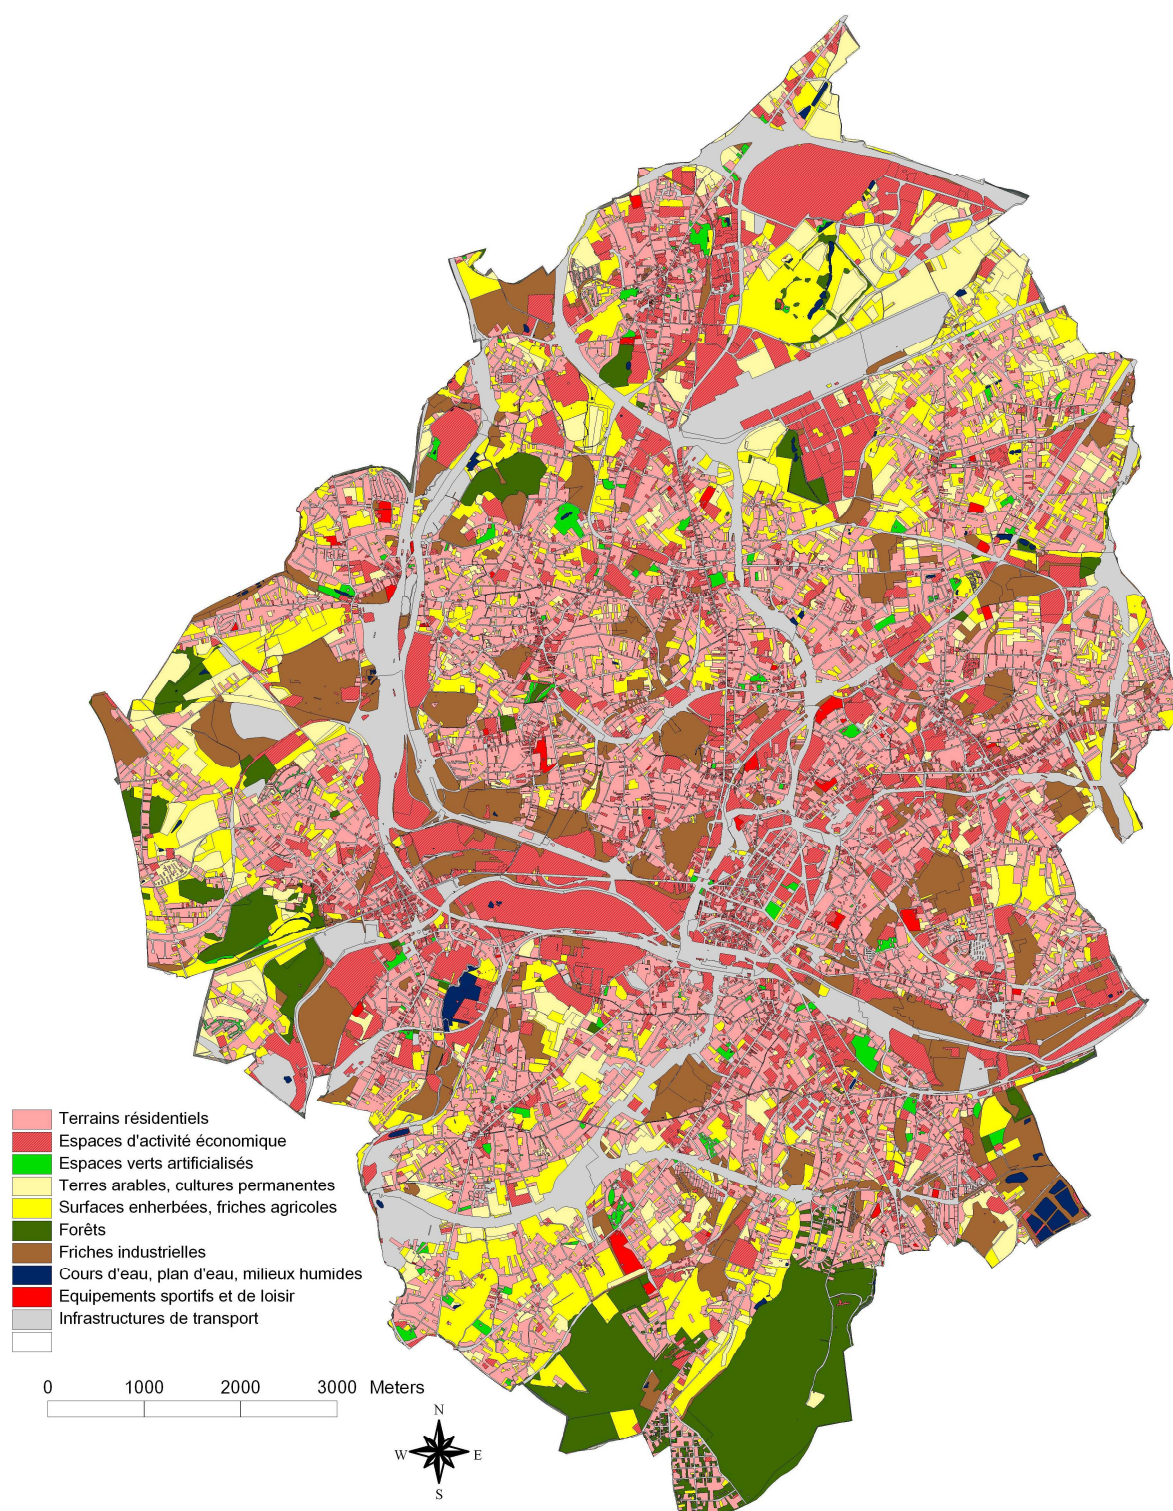 Terrains résidentiels
Espaces d'activité économique
Espaces verts artificialisés
Terres arables, cultures permanentes
Surfaces enherbées, friches agricoles
Forêts
Friches industrielles
Cours d'eau, plan d'eau, milieux humides
Equipements sportifs et de loisir
Infrastructures de transport
0 1000 2000 3000 Meters
N
W E
S